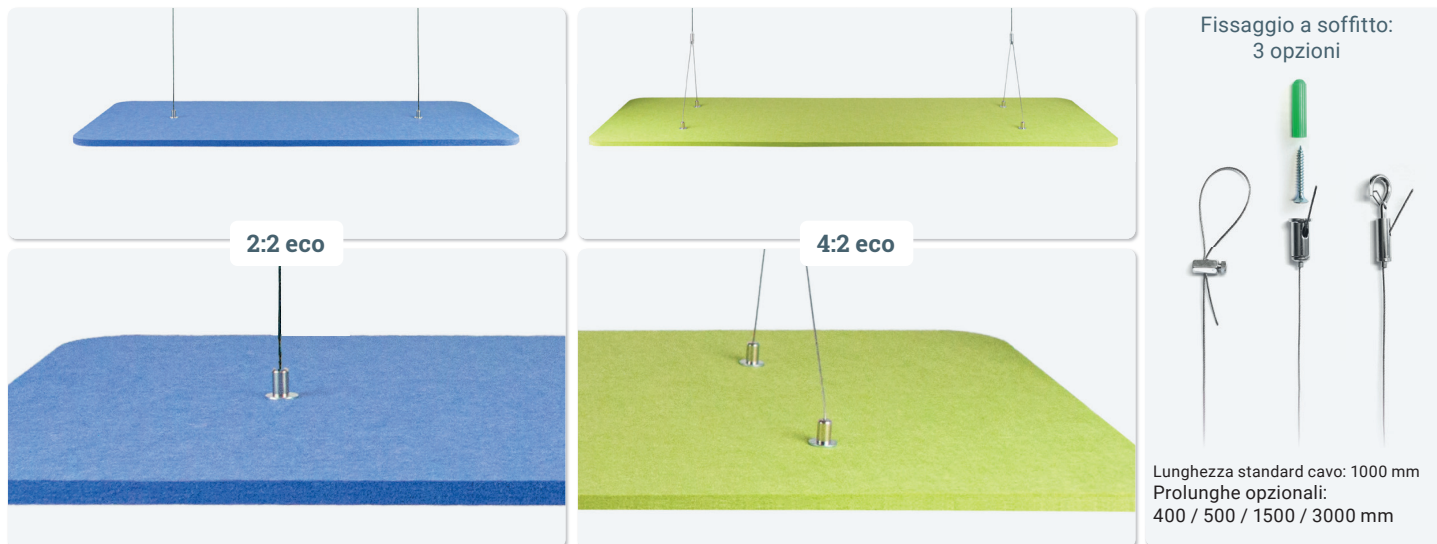 2:2 eco
4:2 eco
Fissaggio a soffitto:
3 opzioni
Lunghezza standard cavo: 1000 mm
Prolunghe opzionali:
400 / 500 / 1500 / 3000 mm